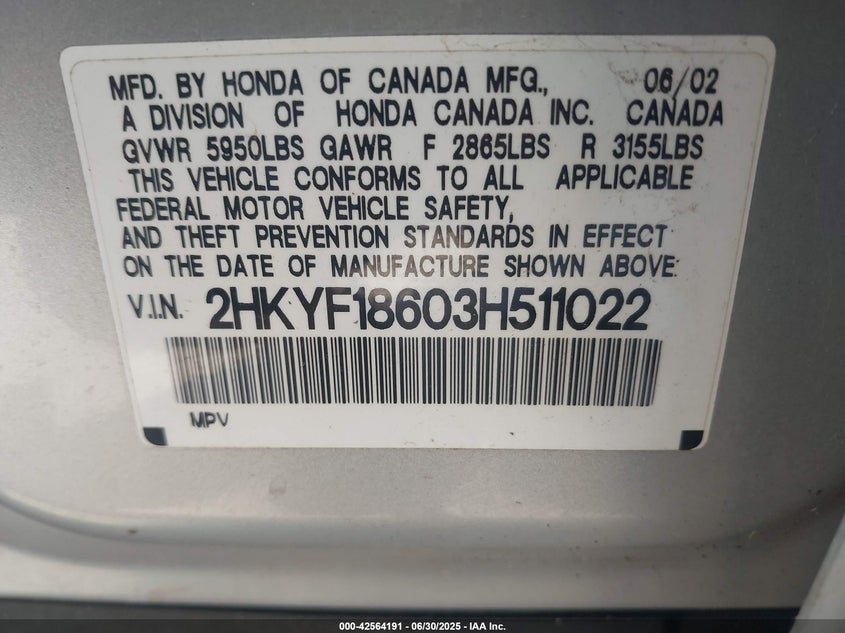 MFD. BY HONDA OF CANADA MFG., 06/02
A DIVISION OF HONDA CANADA INC. CANADA
GVWR 5950LBS GAWR F 2865LBS R 3155LBS
THIS VEHICLE CONFORMS TO ALL APPLICABLE
FEDERAL MOTOR VEHICLE SAFETY,
AND THEFT PREVENTION STANDARDS IN EFFECT
ON THE DATE OF MANUFACTURE SHOWN ABOVE.
V.I.N. 2HKYF18603H511022
MPV
000-42564191 - 06/30/2025 - IAA Inc.